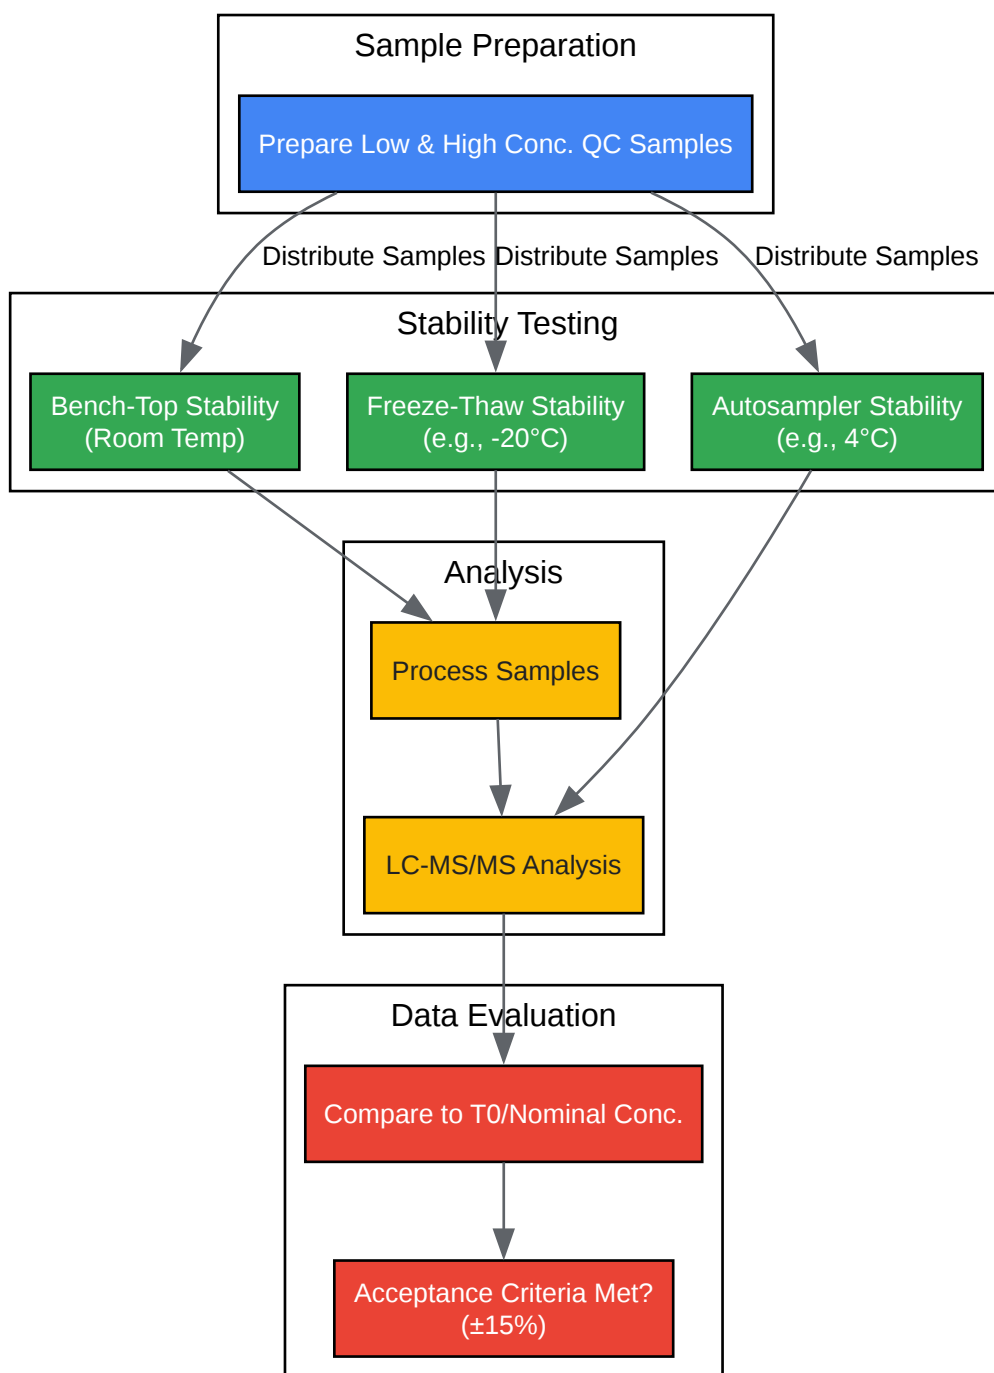 Sample Preparation
Prepare Low & High Conc. QC Samples
Distribute Samples
Distribute Samples
Distribute Samples
Stability Testing
Bench-Top Stability
(Room Temp)
Freeze-Thaw Stability
(e.g., -20°C)
Autosampler Stability
(e.g., 4°C)
Analysis
Process Samples
LC-MS/MS Analysis
Data Evaluation
Compare to T0/Nominal Conc.
Acceptance Criteria Met?
(±15%)